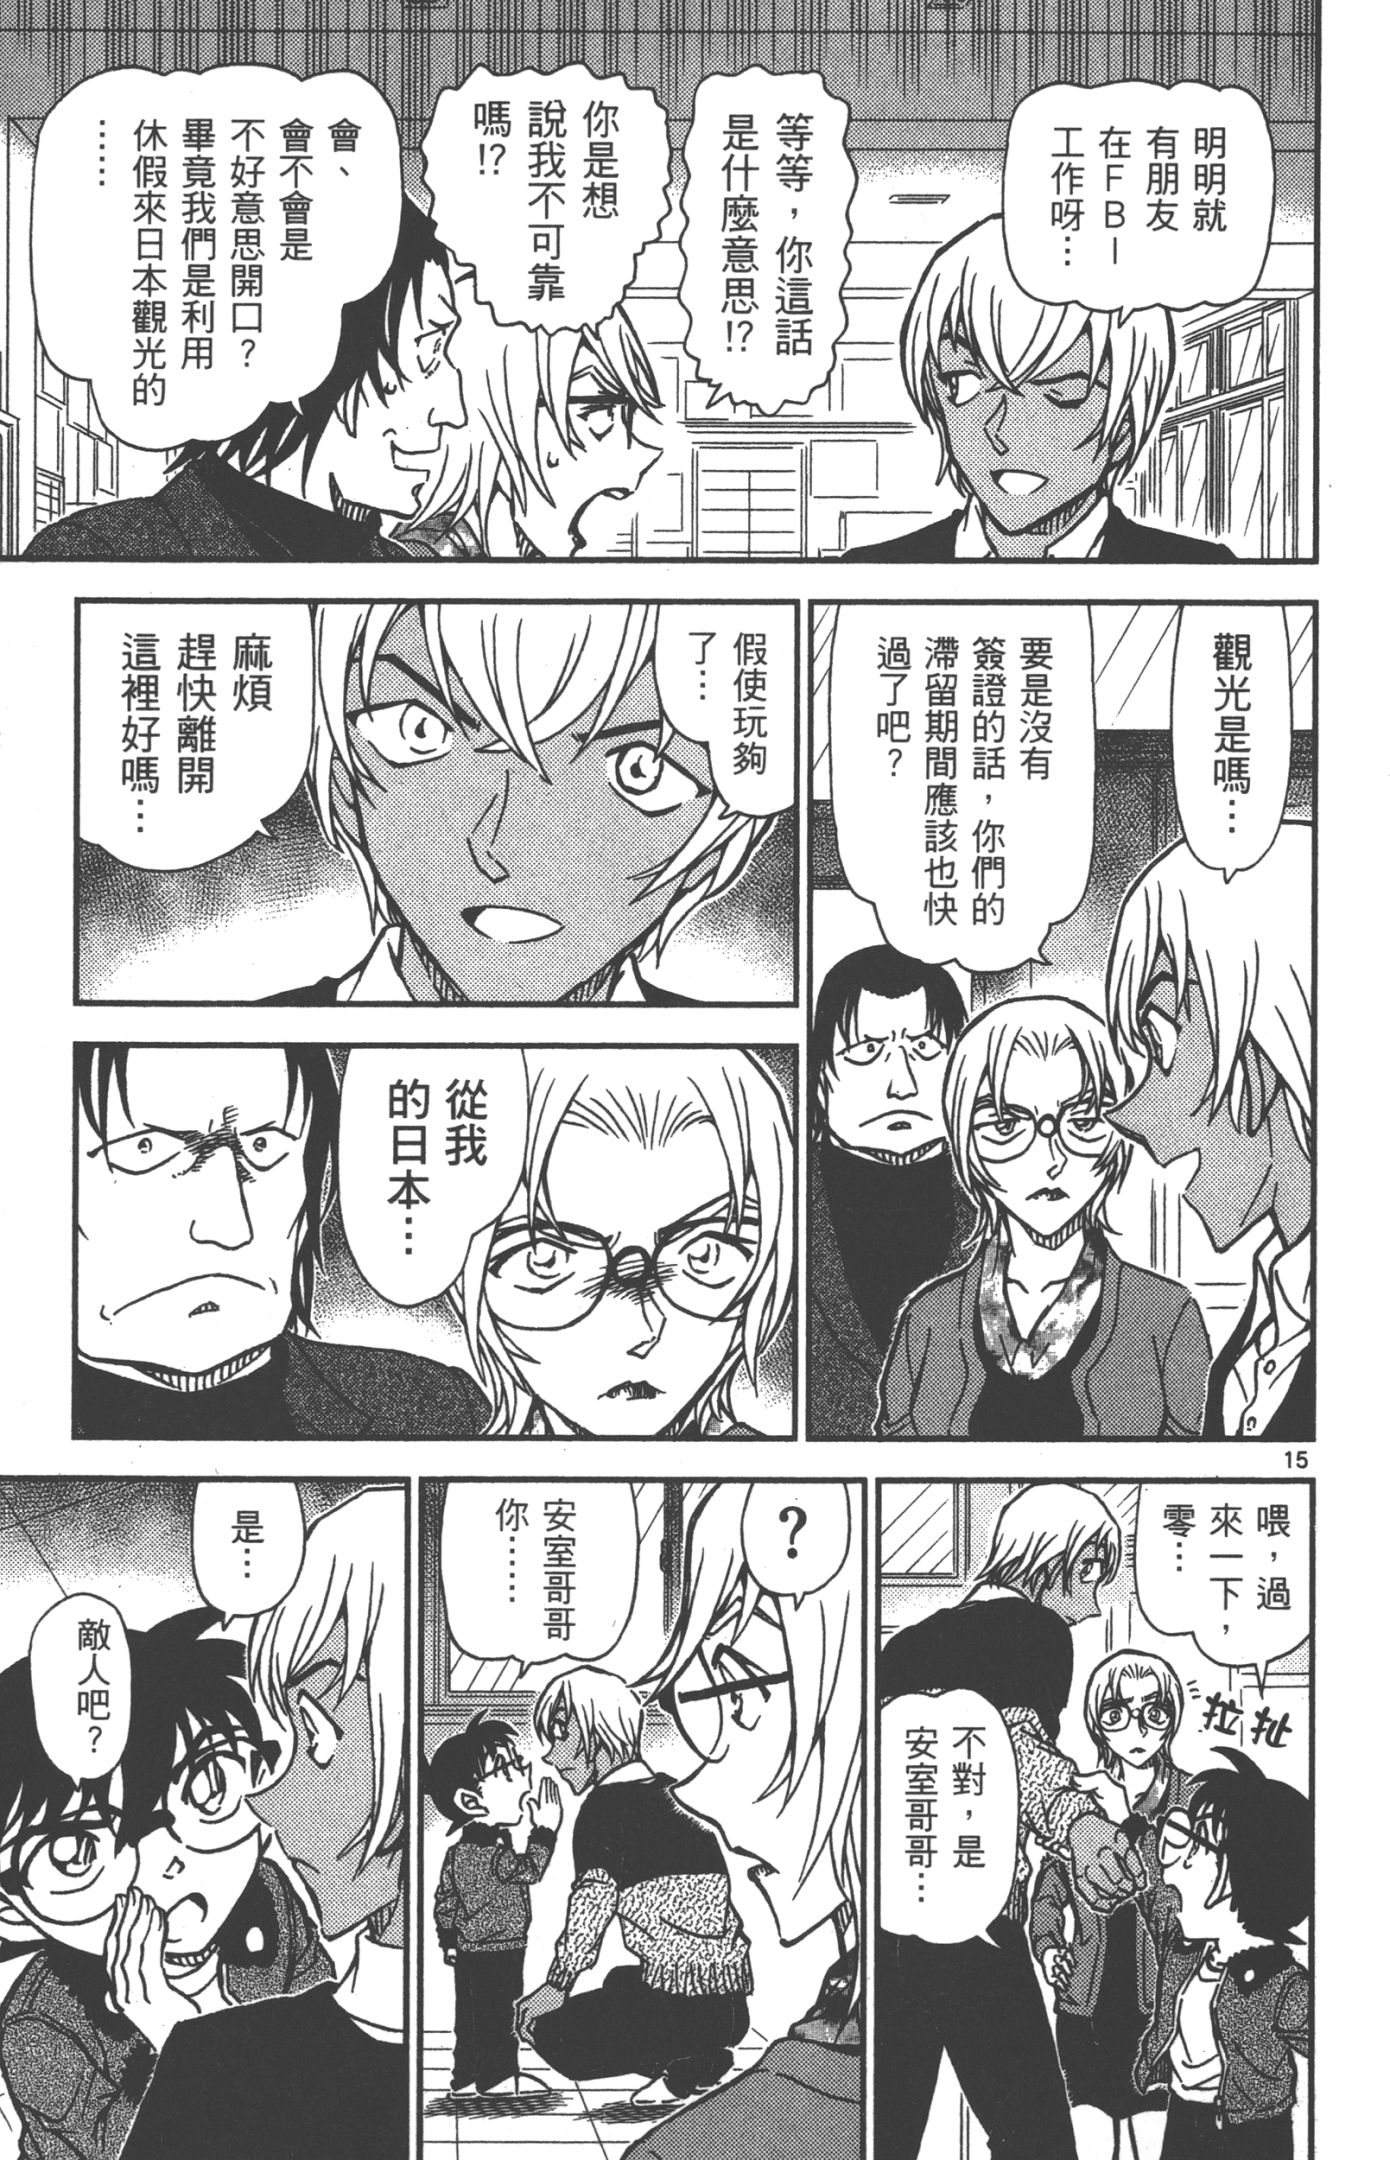 明明就
有朋友
在FBI
工作呀…
等等，你這話
是什麼意思!?
你是想
說我不可靠
嗎!?
會、
會不會是
不好意思開口？
畢竟我們是利用
休假來日本觀光的
……
觀光是嗎…
要是沒有
簽證的話，你們的
滯留期間應該也快
過了吧？
假使玩夠
了…
麻煩
趕快離開
這裡好嗎…
從我
的日本…
15
喂，過
來一下，
零…
拉扯
不對，是
安室哥哥…
？
安室哥哥
你……
是…
敵人吧？